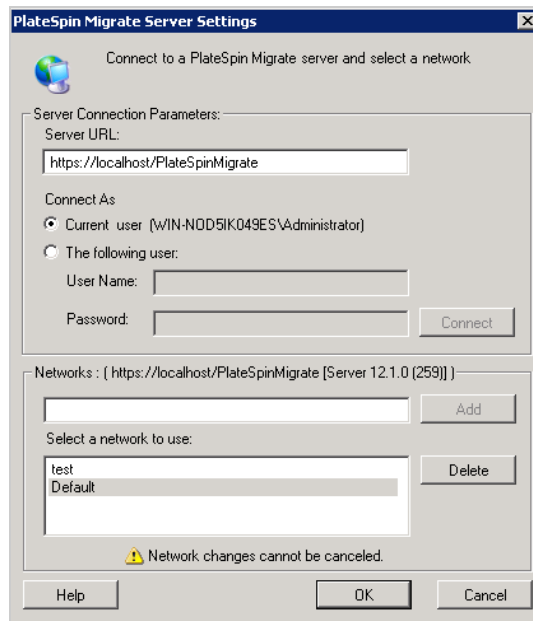 PlateSpin Migrate Server Settings
Connect to a PlateSpin Migrate server and select a network
Server Connection Parameters:
Server URL:
https://localhost/PlateSpinMigrate
Connect As
Current user (WIN-NOD5IK049ES\Administrator)
The following user:
User Name:
Password:
Connect
Networks : ( https://localhost/PlateSpinMigrate [Server 12.1.0 (259)] )
Add
Select a network to use:
test
Default
Delete
Network changes cannot be canceled.
Help
OK
Cancel